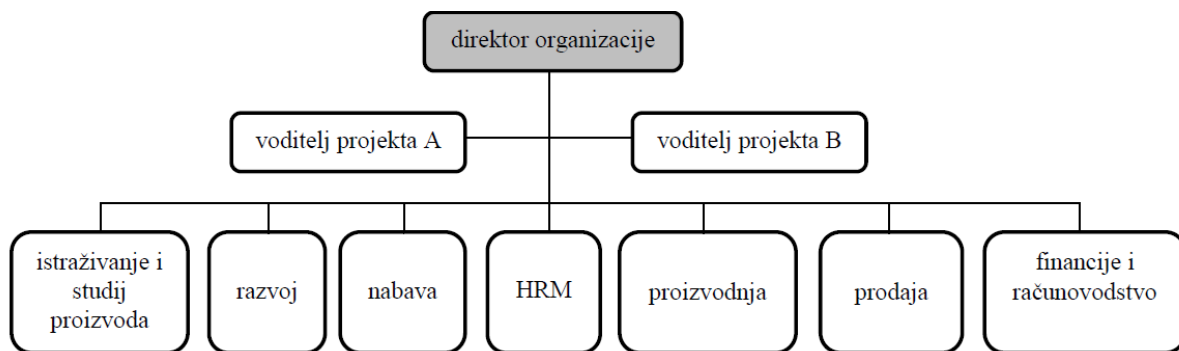 direktor organizacije
voditelj projekta A
voditelj projekta B
istraživanje i
studij
proizvoda
razvoj
nabava
HRM
proizvodnja
prodaja
financije i
računovodstvo